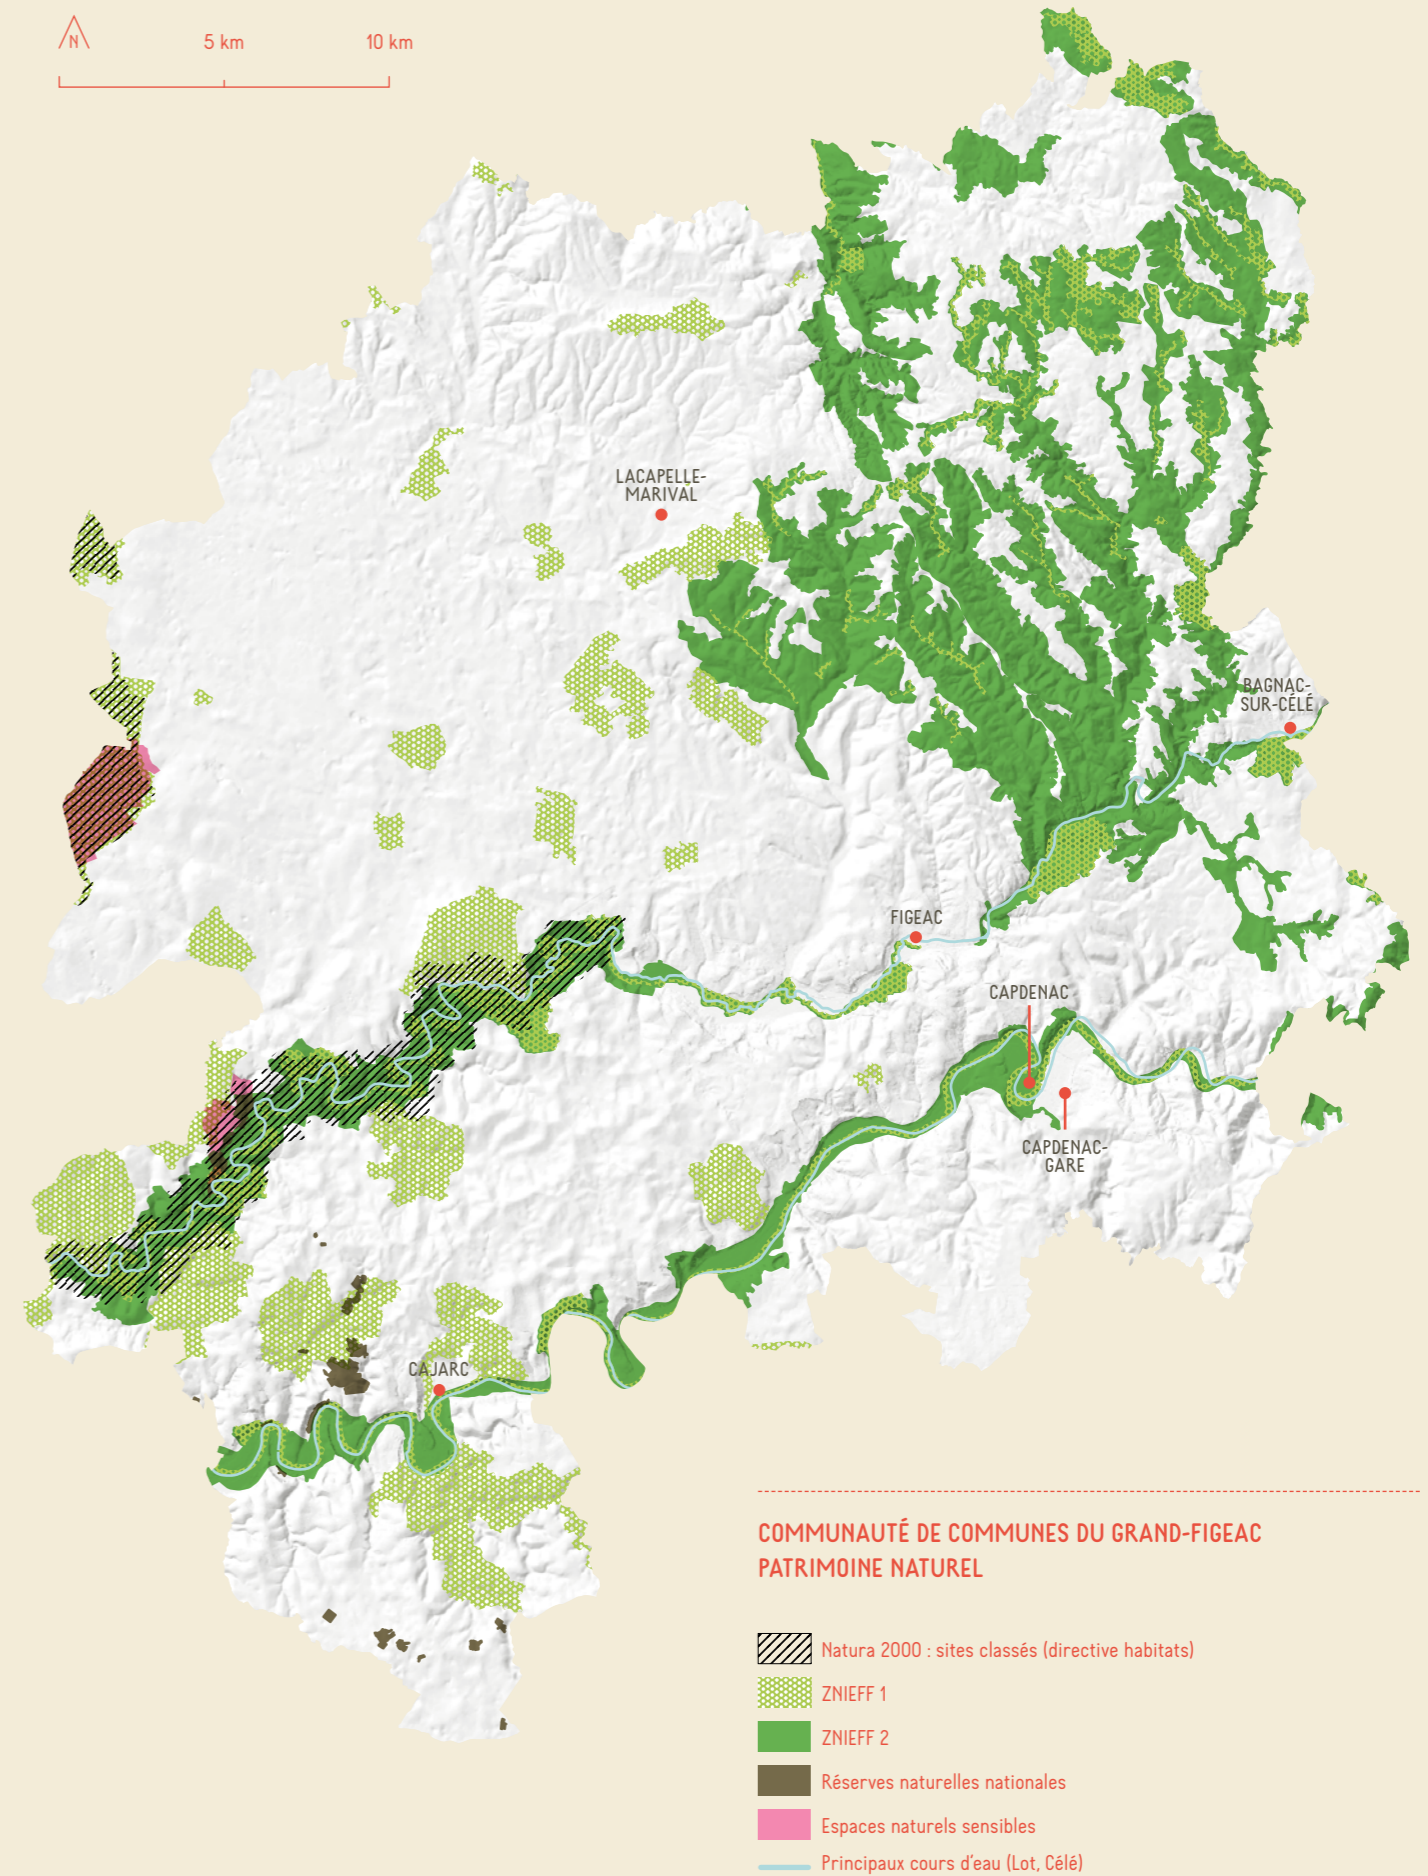 N
5 km
10 km
LACAPELLE-
MARIVAL
BAGNAC-
SUR-CÉLÉ
FIGEAC
CAPDENAC
CAPDENAC-
GARE
CAJARC
COMMUNAUTÉ DE COMMUNES DU GRAND-FIGEAC
PATRIMOINE NATUREL
Natura 2000 : sites classés (directive habitats)
ZNIEFF 1
ZNIEFF 2
Réserves naturelles nationales
Espaces naturels sensibles
Principaux cours d'eau (Lot, Célé)